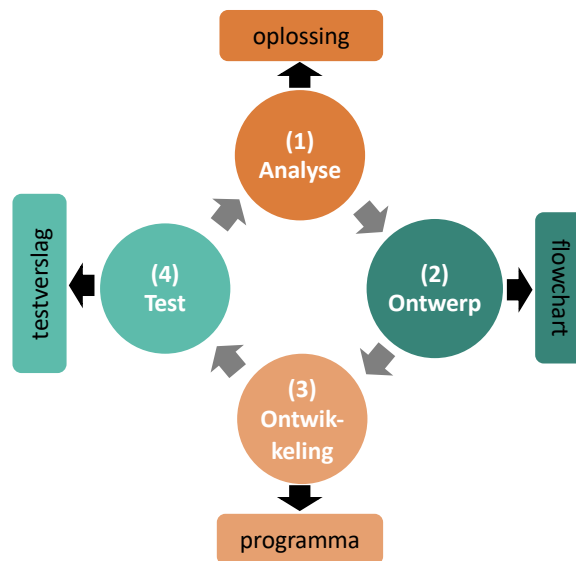 oplossing
(1)
Analyse
(2)
Ontwerp
flowchart
(3)
Ontwik-
keling
programma
(4)
Test
testverslag